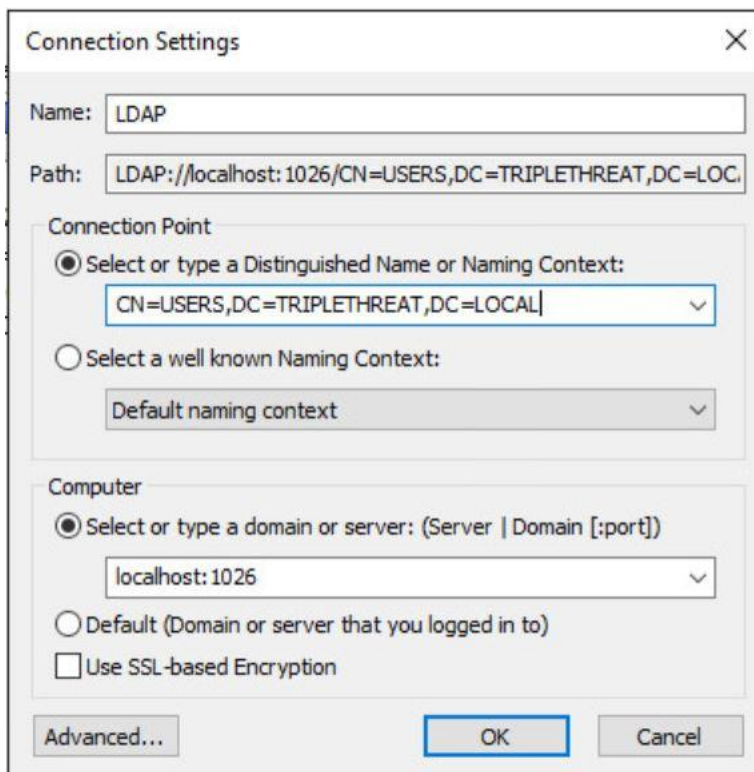 Connection Settings
Name: LDAP
Path: LDAP://localhost:1026/CN=USERS,DC=TRIPLETHREAT,DC=LOC
Connection Point
Select or type a Distinguished Name or Naming Context:
CN=USERS,DC=TRIPLETHREAT,DC=LOCAL
Select a well known Naming Context:
Default naming context
Computer
Select or type a domain or server: (Server | Domain [:port])
localhost:1026
Default (Domain or server that you logged in to)
Use SSL-based Encryption
Advanced... OK Cancel